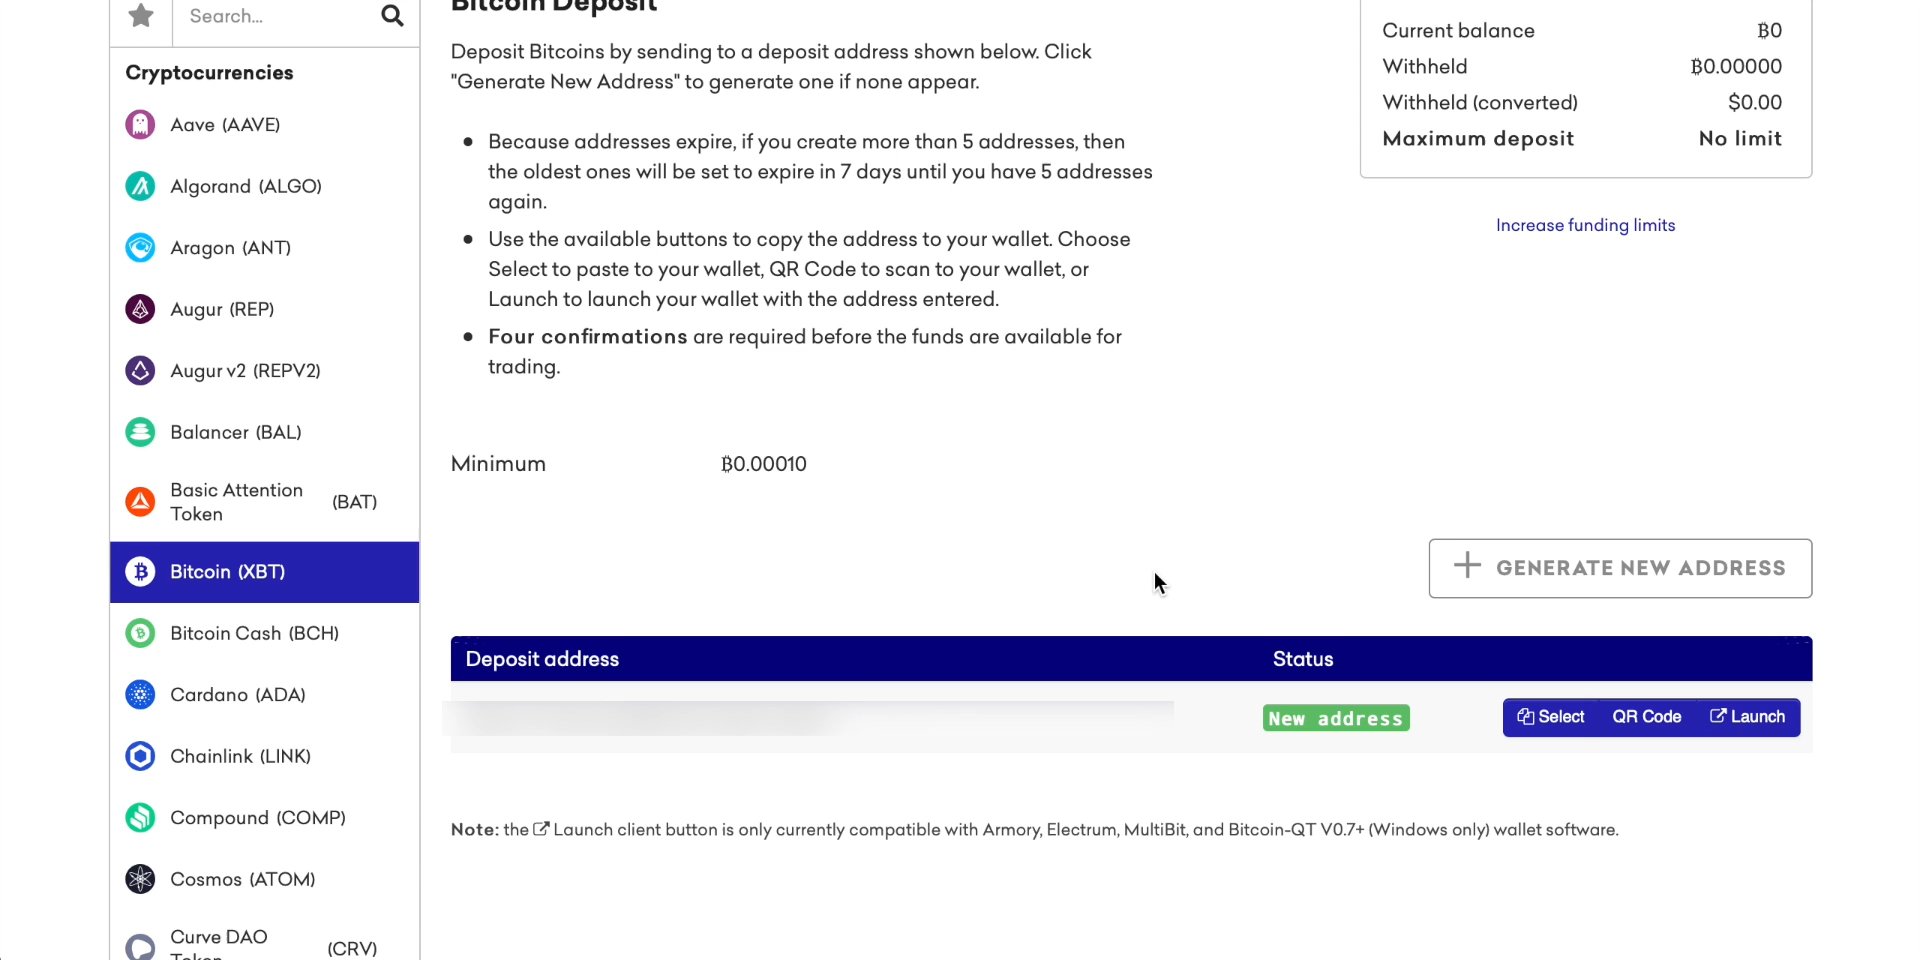 Search...
Cryptocurrencies
Aave (AAVE)
Algorand (ALGO)
Aragon (ANT)
Augur (REP)
Augur v2 (REPV2)
Balancer (BAL)
Basic Attention
Token
(BAT)
Bitcoin (XBT)
Bitcoin Cash (BCH)
Cardano (ADA)
Chainlink (LINK)
Compound (COMP)
Cosmos (ATOM)
Curve DAO
Token
(CRV)
Bitcoin Deposit
Deposit Bitcoins by sending to a deposit address shown below. Click
"Generate New Address" to generate one if none appear.
Because addresses expire, if you create more than 5 addresses, then
the oldest ones will be set to expire in 7 days until you have 5 addresses
again.
Use the available buttons to copy the address to your wallet. Choose
Select to paste to your wallet, QR Code to scan to your wallet, or
Launch to launch your wallet with the address entered.
Four confirmations are required before the funds are available for
trading.
Minimum ₿0.00010
Current balance ₿0
Withheld ₿0.00000
Withheld (converted) $0.00
Maximum deposit No limit
Increase funding limits
GENERATE NEW ADDRESS
Deposit address Status
New address Select QR Code Launch
Note: the Launch client button is only currently compatible with Armory, Electrum, MultiBit, and Bitcoin-QT V0.7+ (Windows only) wallet software.